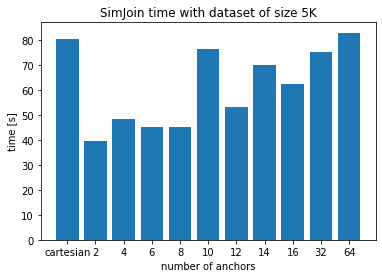 SimJoin time with dataset of size 5K
time [s]
80
70
60
50
40
30
20
10
0
cartesian 2 4 6 8 10 12 14 16 32 64
number of anchors